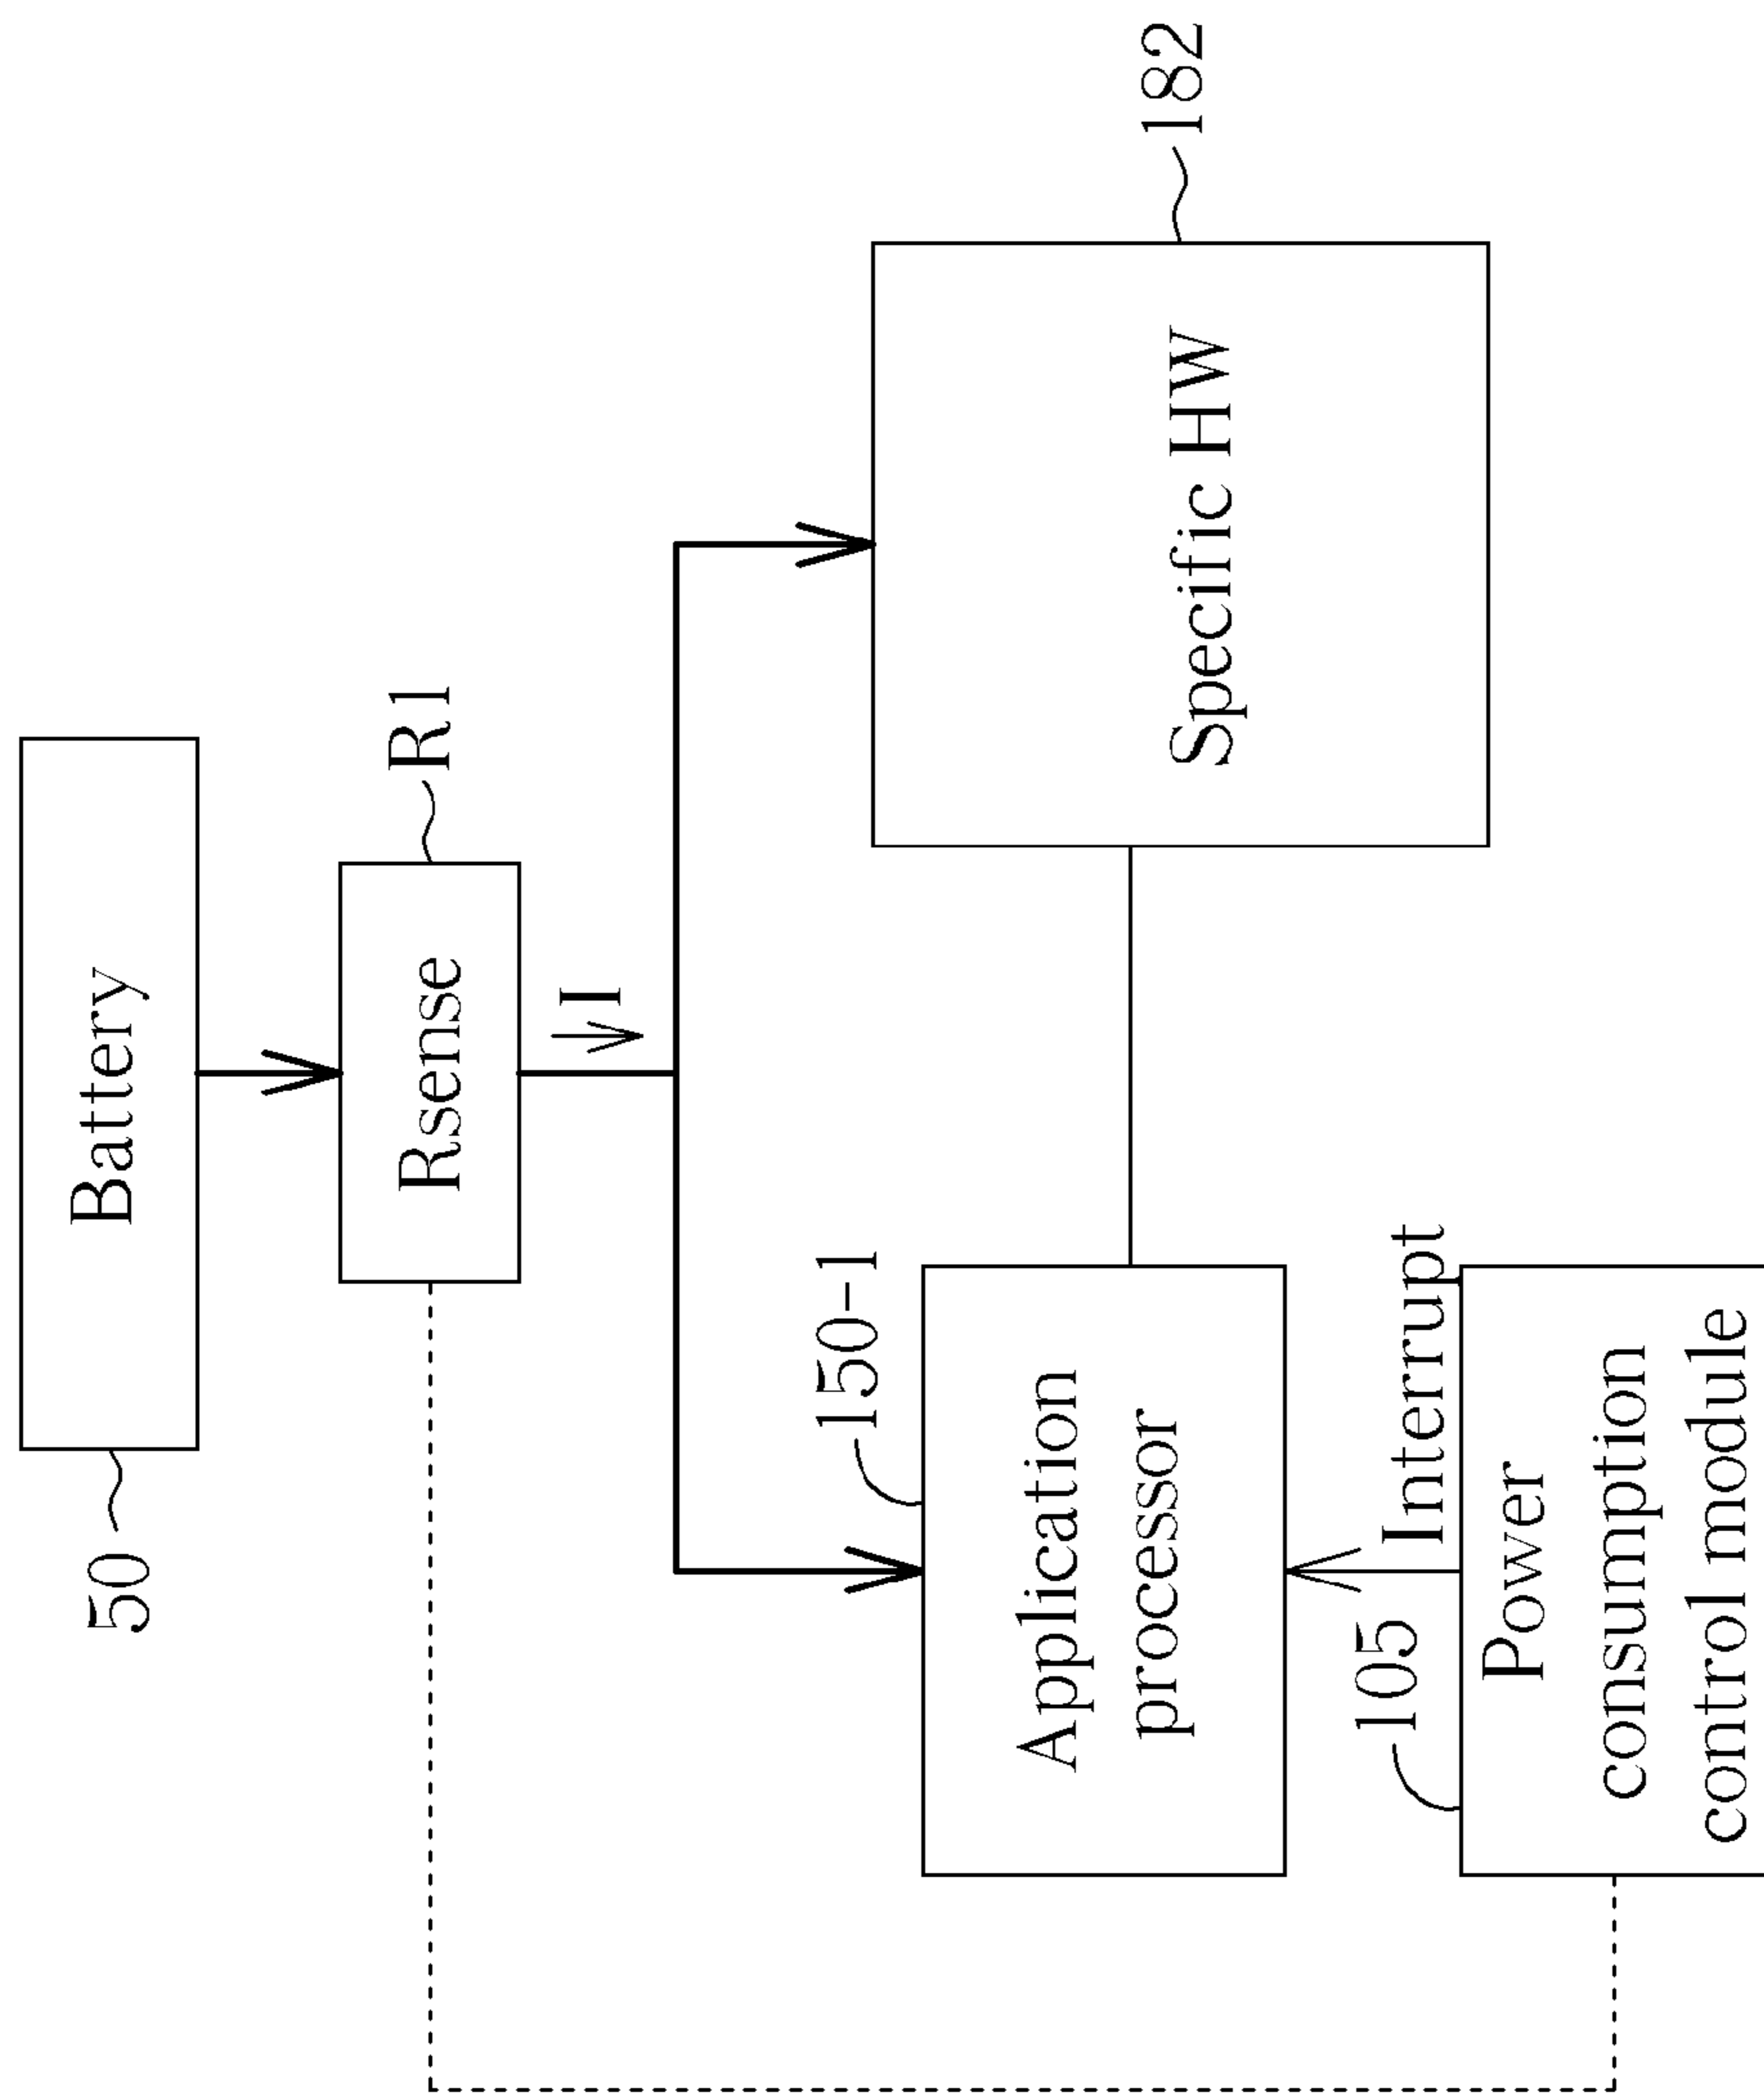 50
Battery
Rsense
R1
I
150-1
Application
processor
Specific HW
182
105
Interrupt
Power
consumption
control module